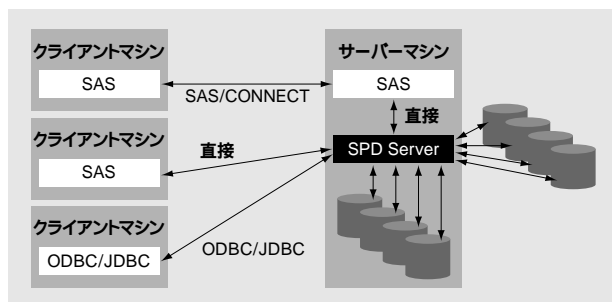 クライアントマシン
SAS
SAS/CONNECT
クライアントマシン
SAS
直接
クライアントマシン
ODBC/JDBC
ODBC/JDBC
サーバーマシン
SAS
直接
SPD Server